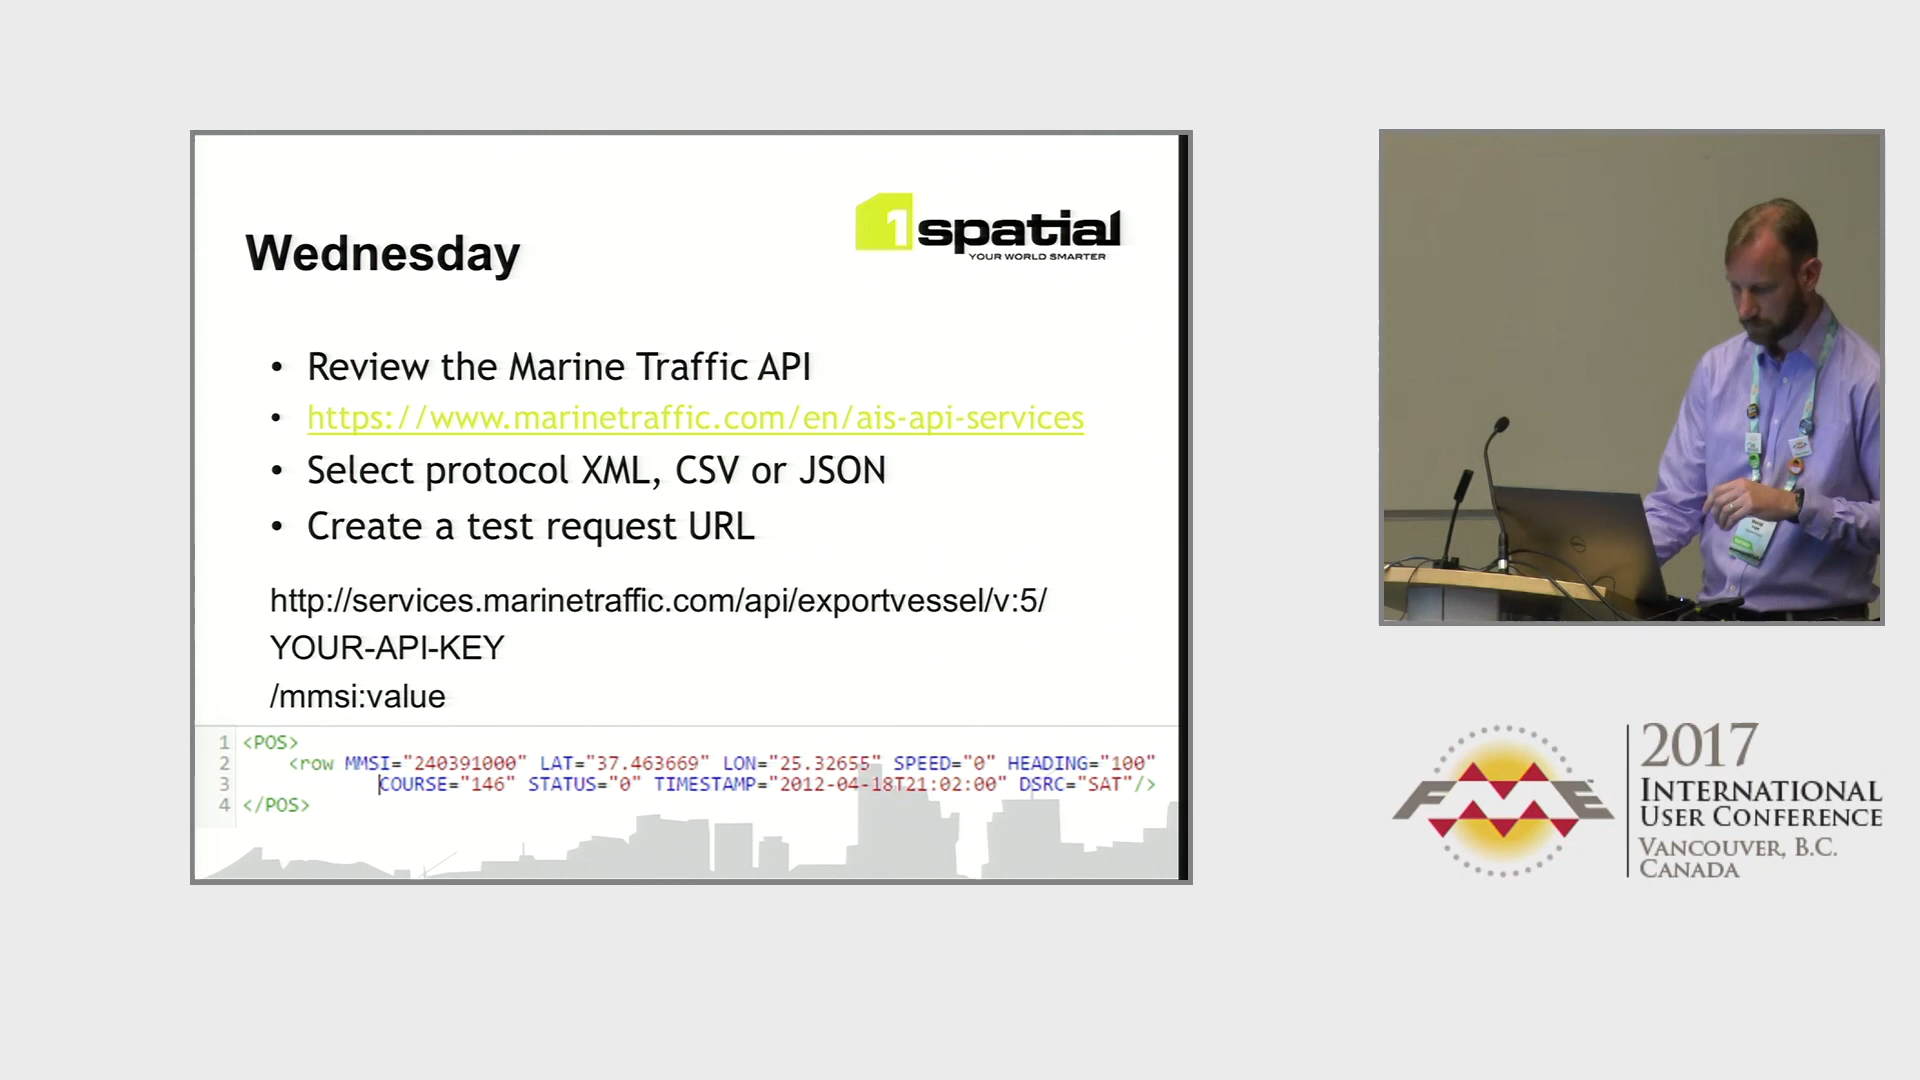 Wednesday
1spatial
YOUR WORLD SMARTER
• Review the Marine Traffic API
• https://www.marinetraffic.com/en/ais-api-services
• Select protocol XML, CSV or JSON
• Create a test request URL
http://services.marinetraffic.com/api/exportvessel/v:5/
YOUR-API-KEY
/mmsi:value
1 <POS>
2 <row MMSI="240391000" LAT="37.463669" LON="25.32655" SPEED="0" HEADING="100"
3 COURSE="146" STATUS="0" TIMESTAMP="2012-04-18T21:02:00" DSRC="SAT"/>
4 </POS>
FME
2017
INTERNATIONAL
USER CONFERENCE
VANCOUVER, B.C.
CANADA